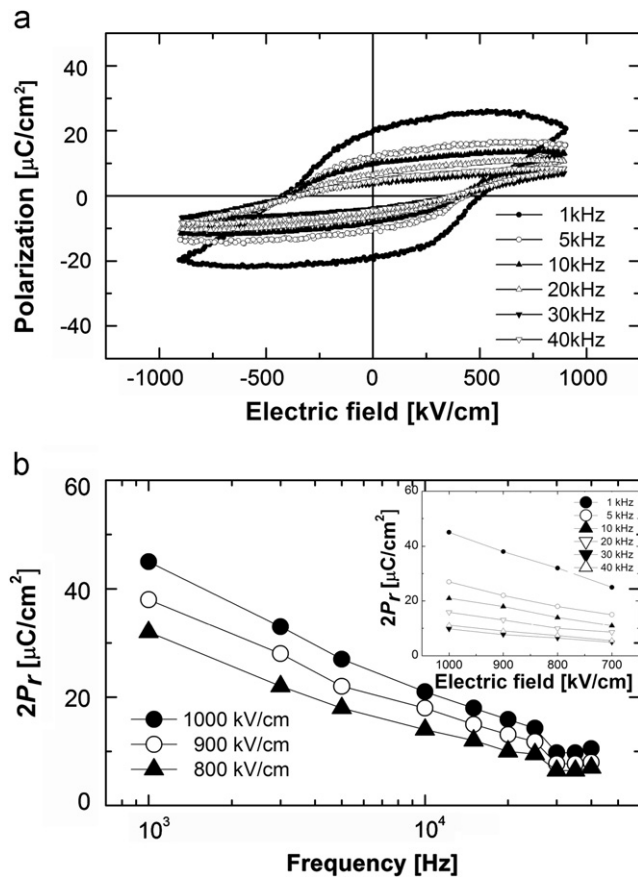 a
Polarization [μC/cm²]
40
20
0
-20
-40
1kHz
5kHz
10kHz
20kHz
30kHz
40kHz
-1000 -500 0 500 1000
Electric field [kV/cm]
b
2Pr [μC/cm²]
60
40
20
0
1000 kV/cm
900 kV/cm
800 kV/cm
10³ 10⁴
Frequency [Hz]
2Pr [μC/cm²]
60
40
20
0
1 kHz
5 kHz
10 kHz
20 kHz
30 kHz
40 kHz
1000 900 800 700
Electric field [kV/cm]